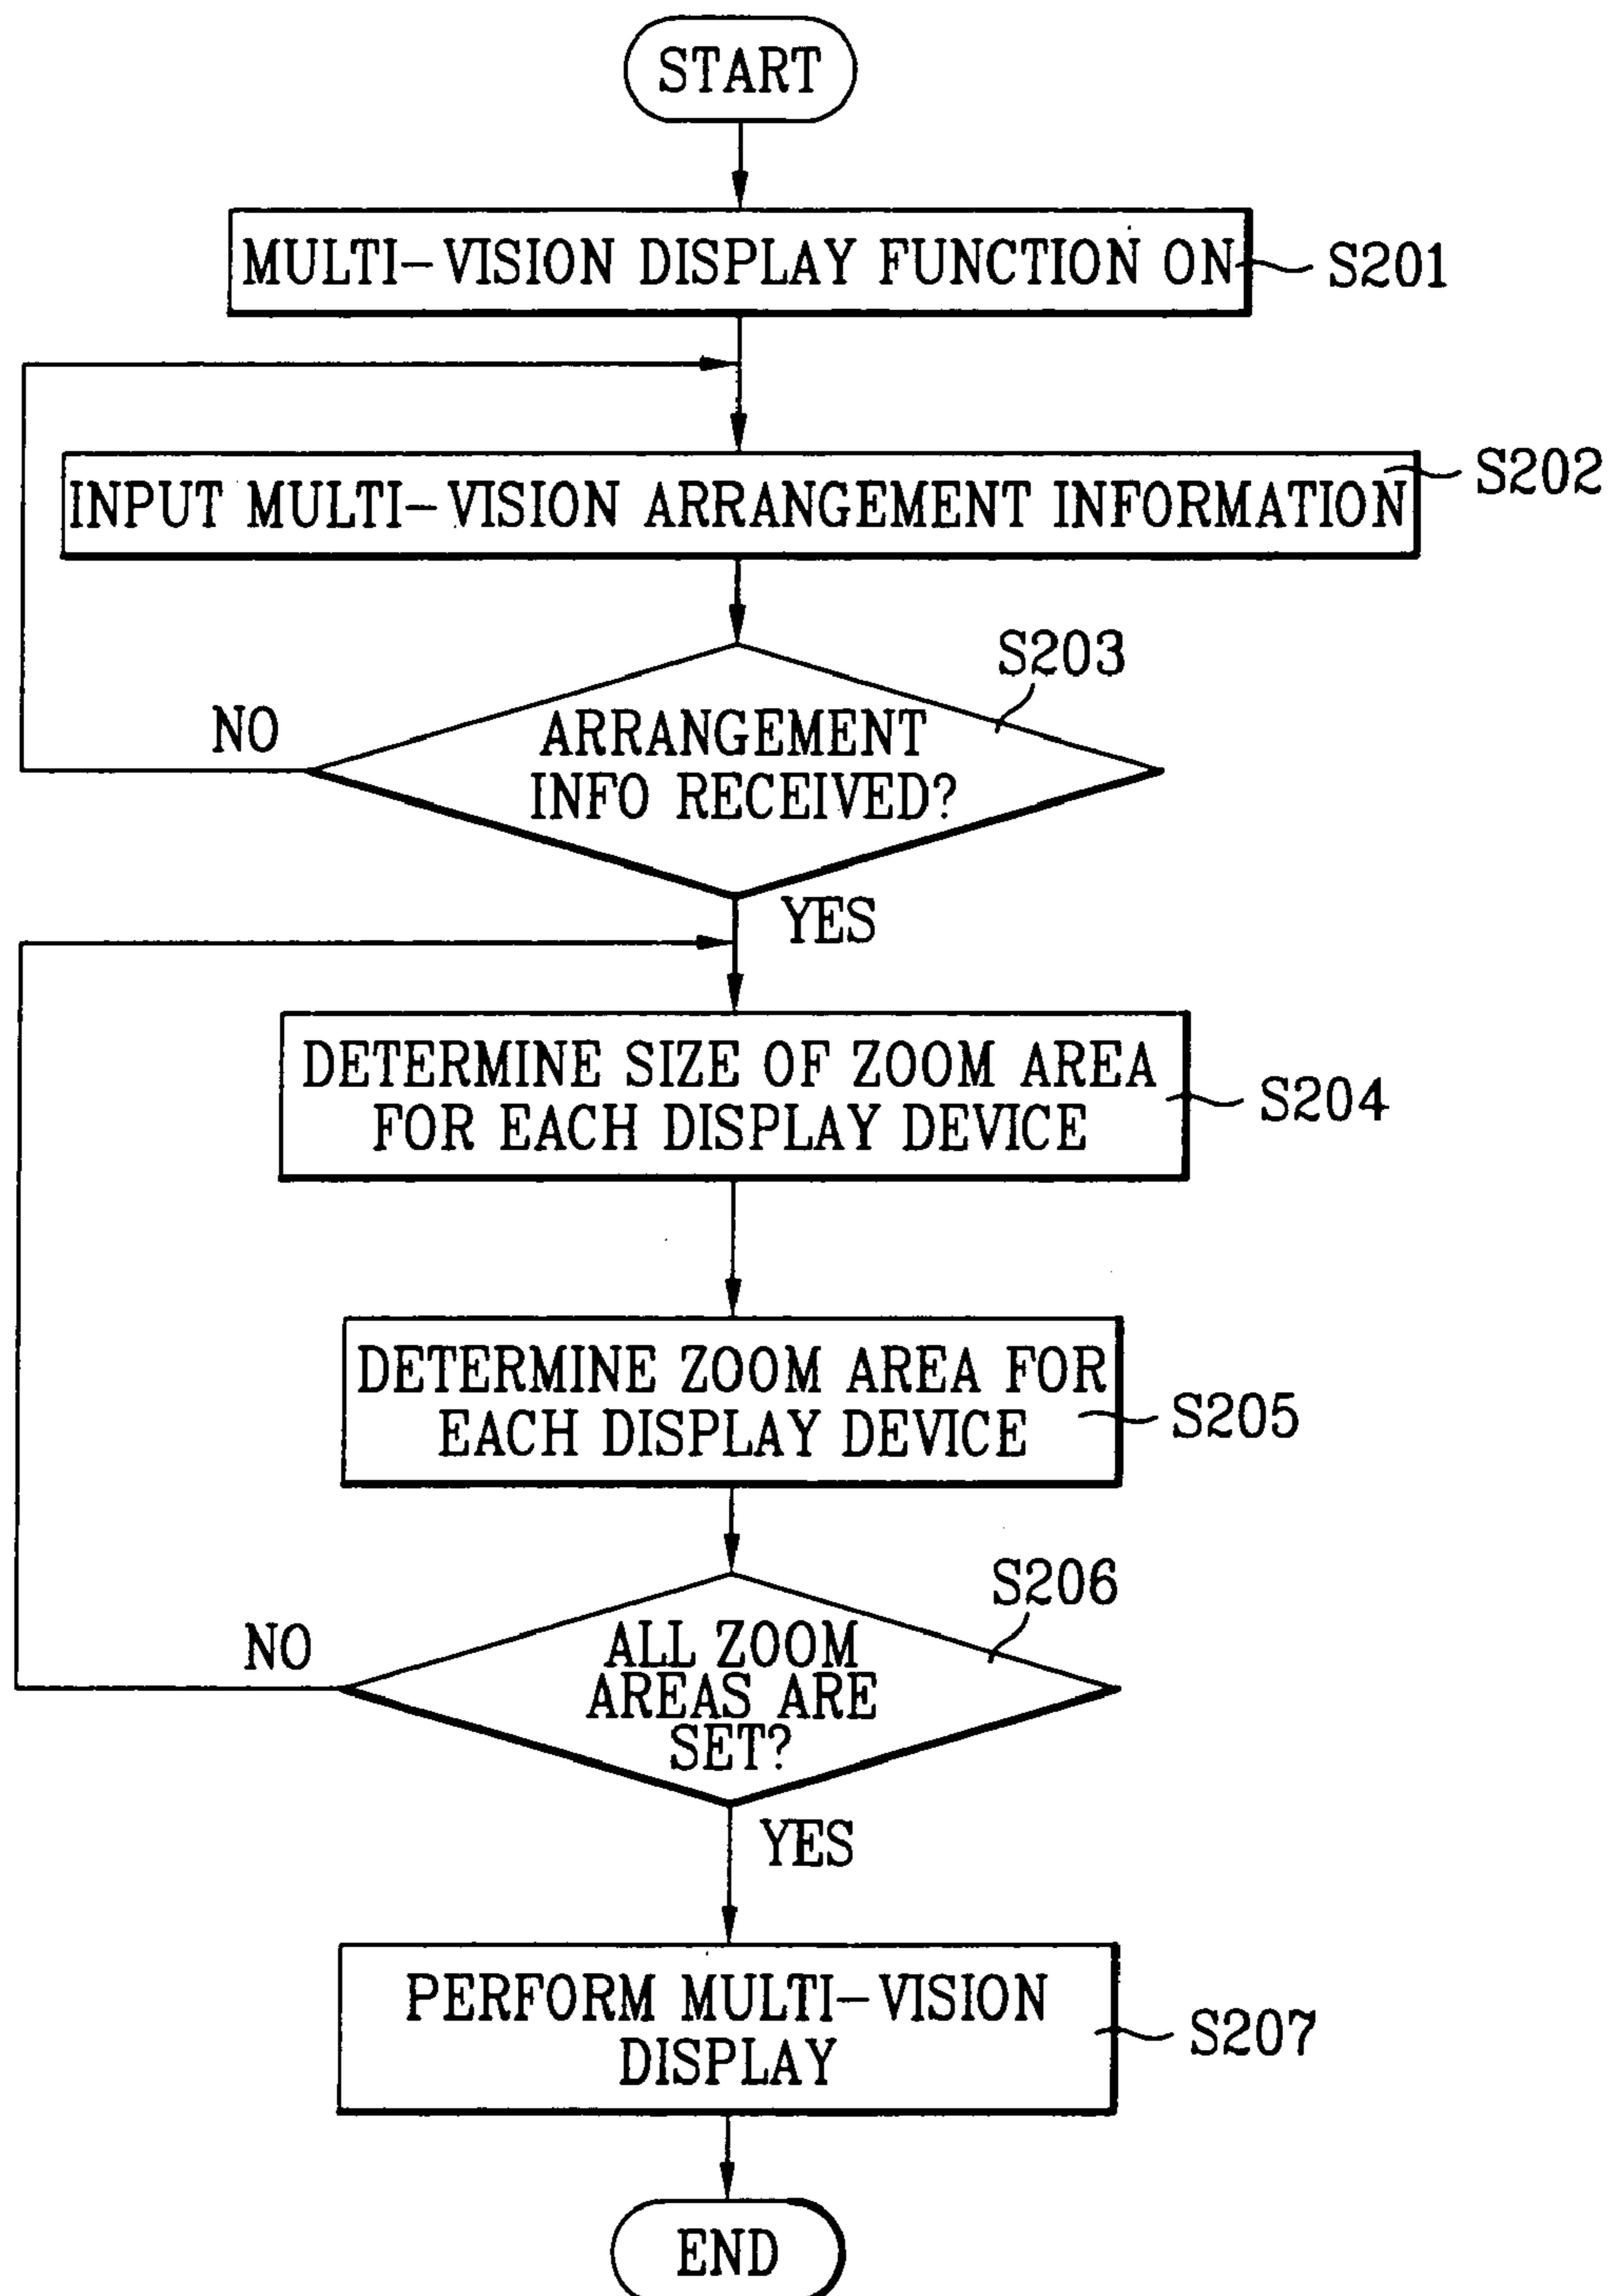 START
MULTI-VISION DISPLAY FUNCTION ON
S201
INPUT MULTI-VISION ARRANGEMENT INFORMATION
S202
S203
NO
ARRANGEMENT
INFO RECEIVED?
YES
DETERMINE SIZE OF ZOOM AREA
FOR EACH DISPLAY DEVICE
S204
DETERMINE ZOOM AREA FOR
EACH DISPLAY DEVICE
S205
S206
NO
ALL ZOOM
AREAS ARE
SET?
YES
PERFORM MULTI-VISION
DISPLAY
S207
END